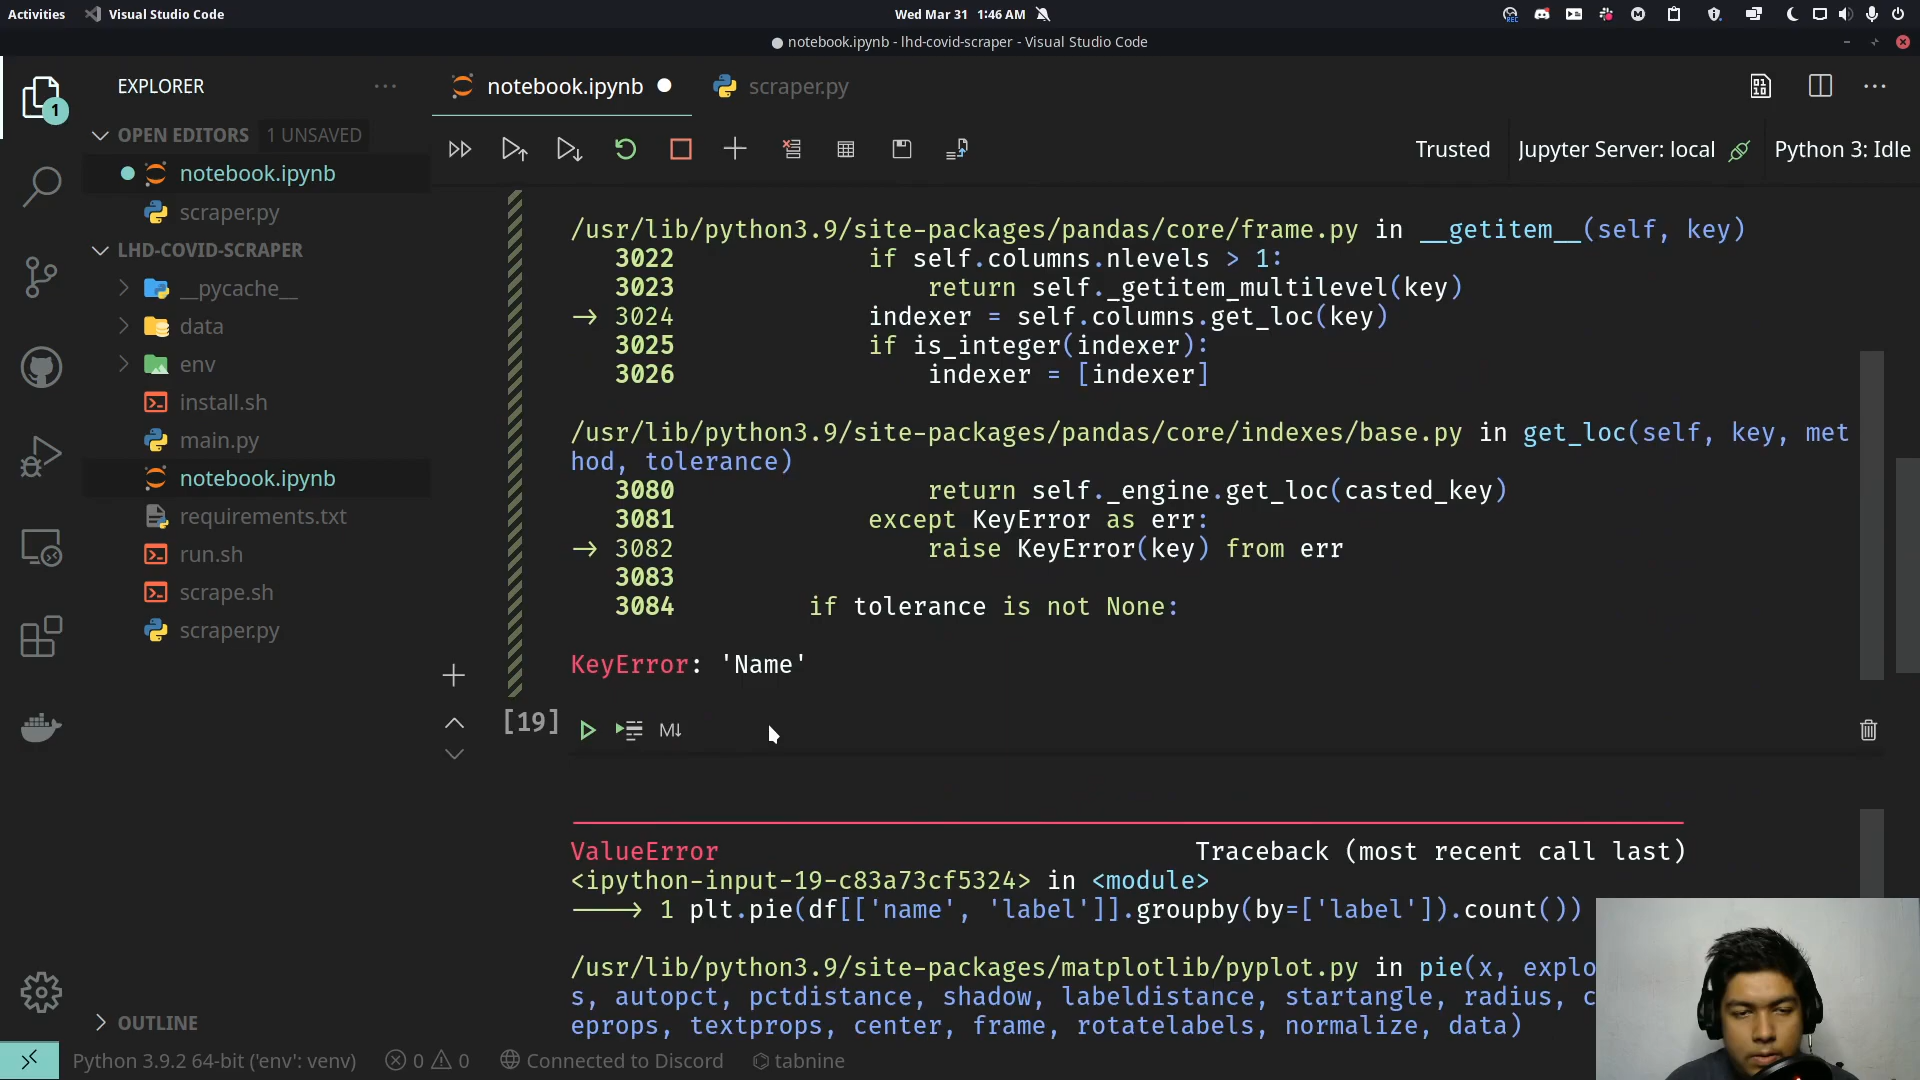 Activities
Visual Studio Code
Wed Mar 31 1:46 AM
notebook.ipynb - lhd-covid-scraper - Visual Studio Code
1
EXPLORER
OPEN EDITORS 1 UNSAVED
notebook.ipynb
scraper.py
LHD-COVID-SCRAPER
__pycache__
data
env
install.sh
main.py
notebook.ipynb
requirements.txt
run.sh
scrape.sh
scraper.py
OUTLINE
notebook.ipynb
scraper.py
Trusted
Jupyter Server: local
Python 3: Idle
/usr/lib/python3.9/site-packages/pandas/core/frame.py in __getitem__(self, key)
3022 if self.columns.nlevels > 1:
3023 return self._getitem_multilevel(key)
→ 3024 indexer = self.columns.get_loc(key)
3025 if is_integer(indexer):
3026 indexer = [indexer]
/usr/lib/python3.9/site-packages/pandas/core/indexes/base.py in get_loc(self, key, met
hod, tolerance)
3080 return self._engine.get_loc(casted_key)
3081 except KeyError as err:
→ 3082 raise KeyError(key) from err
3083
3084 if tolerance is not None:
KeyError: 'Name'
[19]
M↓
ValueError Traceback (most recent call last)
<ipython-input-19-c83a73cf5324> in <module>
----> 1 plt.pie(df[['name', 'label']].groupby(by=['label']).count())
/usr/lib/python3.9/site-packages/matplotlib/pyplot.py in pie(x, explo
s, autopct, pctdistance, shadow, labeldistance, startangle, radius, c
eprops, textprops, center, frame, rotatelabels, normalize, data)
Python 3.9.2 64-bit ('env': venv)
0
0
Connected to Discord
tabnine